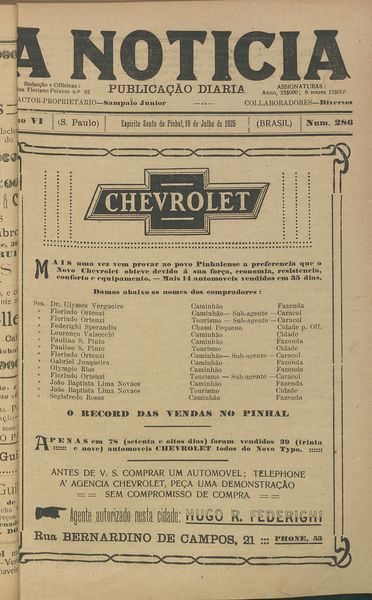 A NOTICIA
Redacção e Officinas :
Rua Floriano Peixoto n.º 92
PUBLICAÇÃO DIARIA
ASSIGNATURAS :
Anno, 25$000; 6 mezes 15$000
ACTOR-PROPRIETARIO—Sampaio Junior
COLLABORADORES—Diversos
no VI
(S. Paulo)
Espirito Santo do Pinhal, 18 de Julho de 1925
(BRASIL)
Num. 286
CHEVROLET
MAIS uma vez vem provar ao povo Pinhalense a preferencia que o
Novo Chevrolet obteve devido á sua força, economia, resistencia,
conforto e equipamento. — Mais 14 automoveis vendidos em 35 dias.
Damos abaixo os nomes dos compradores :
Srs. Dr. Ulymes Vergueiro Caminhão Fazenda
" Florindo Ortenzi Caminhão — Sub-agente — Caracol
" Florindo Ortenzi Tourismo — Sub-agente — Caracol
" Federighi Sperandio Chassi Pequeno Cidade p. Off.
" Lourenço Valsecchi Caminhão Cidade
" Paulino S. Pinto Caminhão Fazenda
" Paulino S. Pinto Tourismo Cidade
" Florindo Ortenzi Caminhão — Sub-agente — Caracol
" Gabriel Junqueira Caminhão Fazenda
" Olympio Rios Caminhão Fazenda
" Florindo Ortenzi Tourismo — Sub-agente — Caracol
" João Baptista Lima Novaes Caminhão Fazenda
" João Baptista Lima Novaes Tourismo Fazenda
" Segisfredo Rossa Caminhão Cidade
O RECORD DAS VENDAS NO PINHAL
APENAS em 78 (setenta e oitos dias) foram vendidos 39 (trinta
e nove) automoveis CHEVROLET todos do Novo Typo.
ANTES DE V. S. COMPRAR UM AUTOMOVEL; TELEPHONE
A' AGENCIA CHEVROLET, PEÇA UMA DEMONSTRAÇÃO
== SEM COMPROMISSO DE COMPRA ==
Agente autorizado nesta cidade: HUGO R. FEDERIGHI
Rua BERNARDINO DE CAMPOS, 21 ::: PHONE, 53